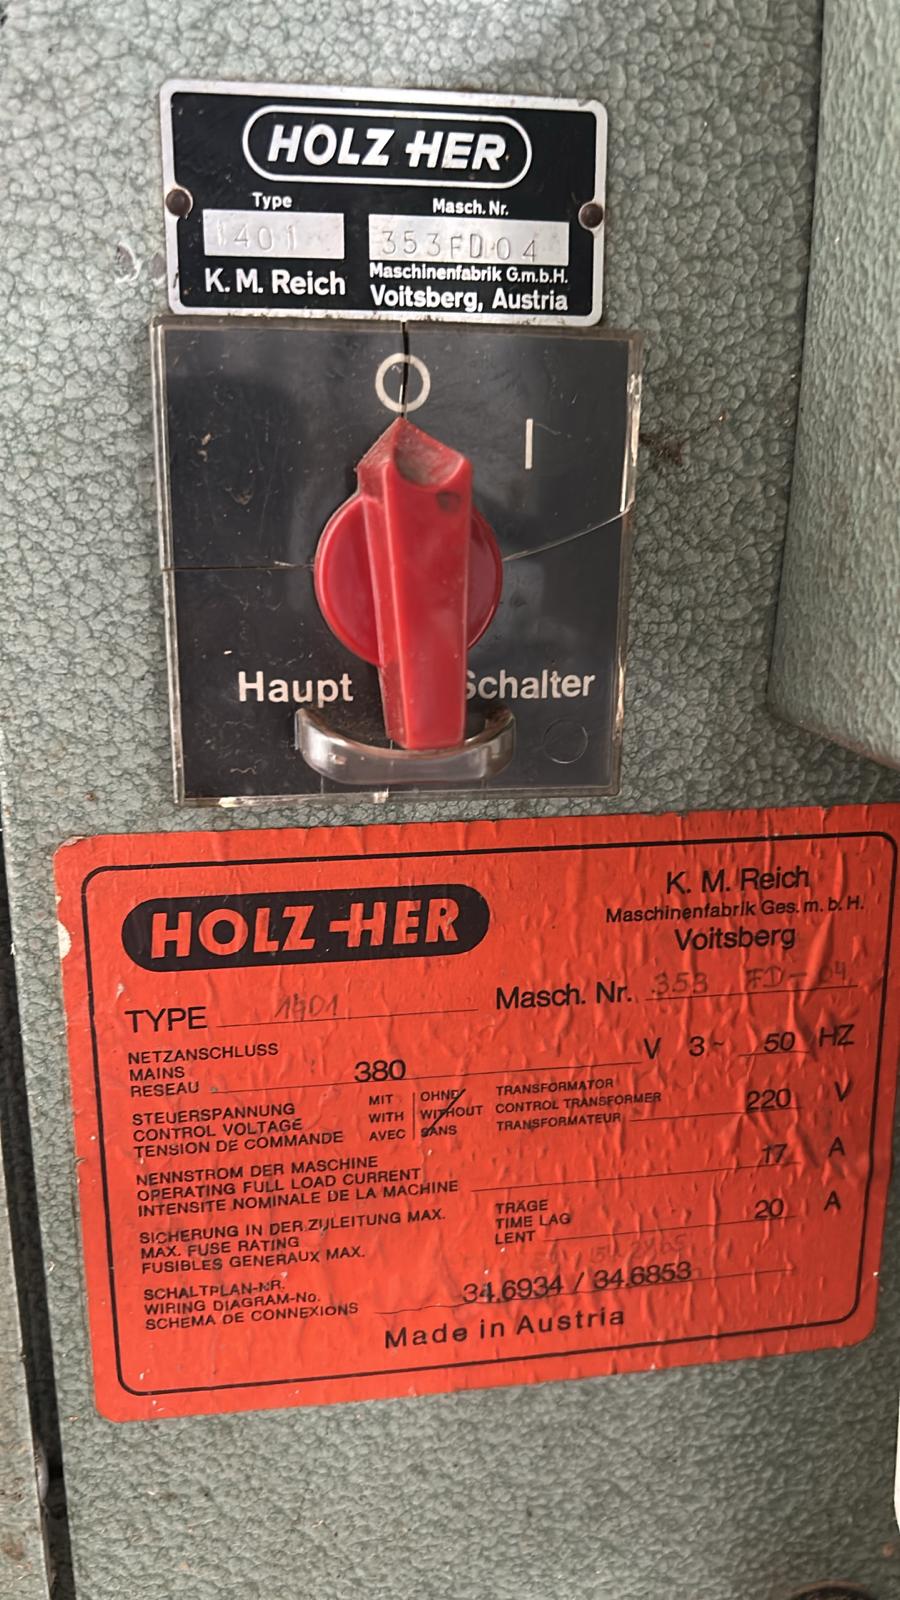 HOLZ-HER
Type Masch. Nr.
1401 353FD04
K. M. Reich Maschinenfabrik G.m.b.H.
Voitsberg, Austria
O
I
Haupt Schalter
HOLZ-HER
K. M. Reich
Maschinenfabrik Ges. m. b. H.
Voitsberg
TYPE 1401 Masch. Nr. 353 FD-04
NETZANSCHLUSS
MAINS
RESEAU 380 V 3~ 50 HZ
STEUERSPANNUNG MIT OHNE TRANSFORMATOR
CONTROL VOLTAGE WITH WITHOUT CONTROL TRANSFORMER 220 V
TENSION DE COMMANDE AVEC SANS TRANSFORMATEUR
NENNSTROM DER MASCHINE
OPERATING FULL LOAD CURRENT 17 A
INTENSITE NOMINALE DE LA MACHINE
SICHERUNG IN DER ZULEITUNG MAX. TRÄGE
MAX. FUSE RATING TIME LAG 20 A
FUSIBLES GENERAUX MAX. LENT
SCHALTPLAN-NR.
WIRING DIAGRAM-No. 34.6934 / 34.6853
SCHEMA DE CONNEXIONS
Made in Austria